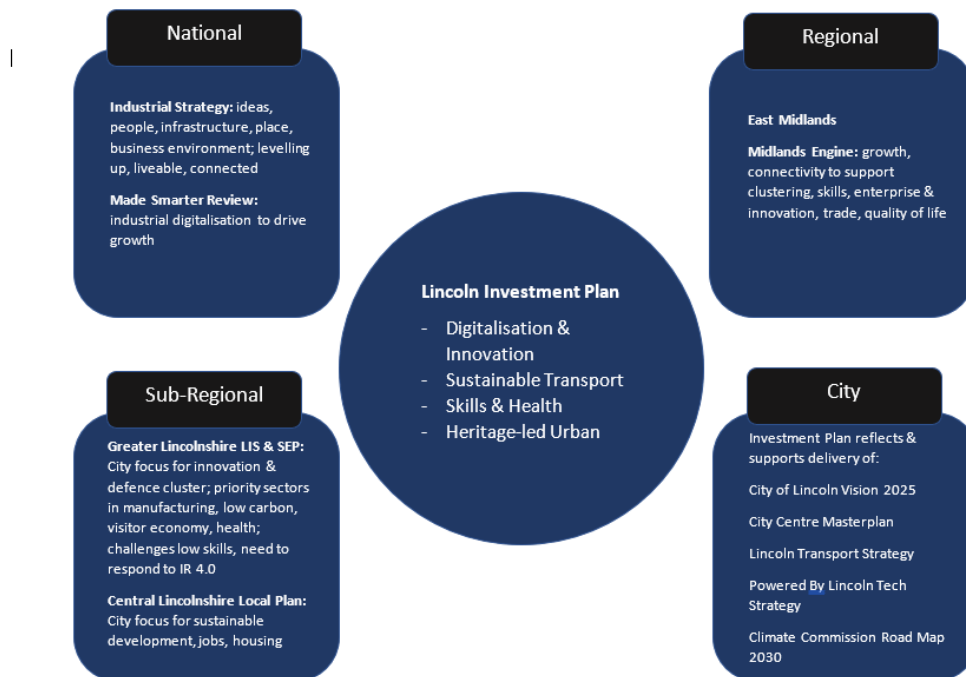 National
Industrial Strategy: ideas,
people, infrastructure, place,
business environment; levelling
up, liveable, connected
Made Smarter Review:
industrial digitalisation to drive
growth
Regional
East Midlands
Midlands Engine: growth,
connectivity to support
clustering, skills, enterprise &
innovation, trade, quality of life
Lincoln Investment Plan
- Digitalisation &
Innovation
- Sustainable Transport
- Skills & Health
- Heritage-led Urban
Sub-Regional
Greater Lincolnshire LIS & SEP:
City focus for innovation &
defence cluster; priority sectors
in manufacturing, low carbon,
visitor economy, health;
challenges low skills, need to
respond to IR 4.0
Central Lincolnshire Local Plan:
City focus for sustainable
development, jobs, housing
City
Investment Plan reflects &
supports delivery of:
City of Lincoln Vision 2025
City Centre Masterplan
Lincoln Transport Strategy
Powered By Lincoln Tech
Strategy
Climate Commission Road Map
2030